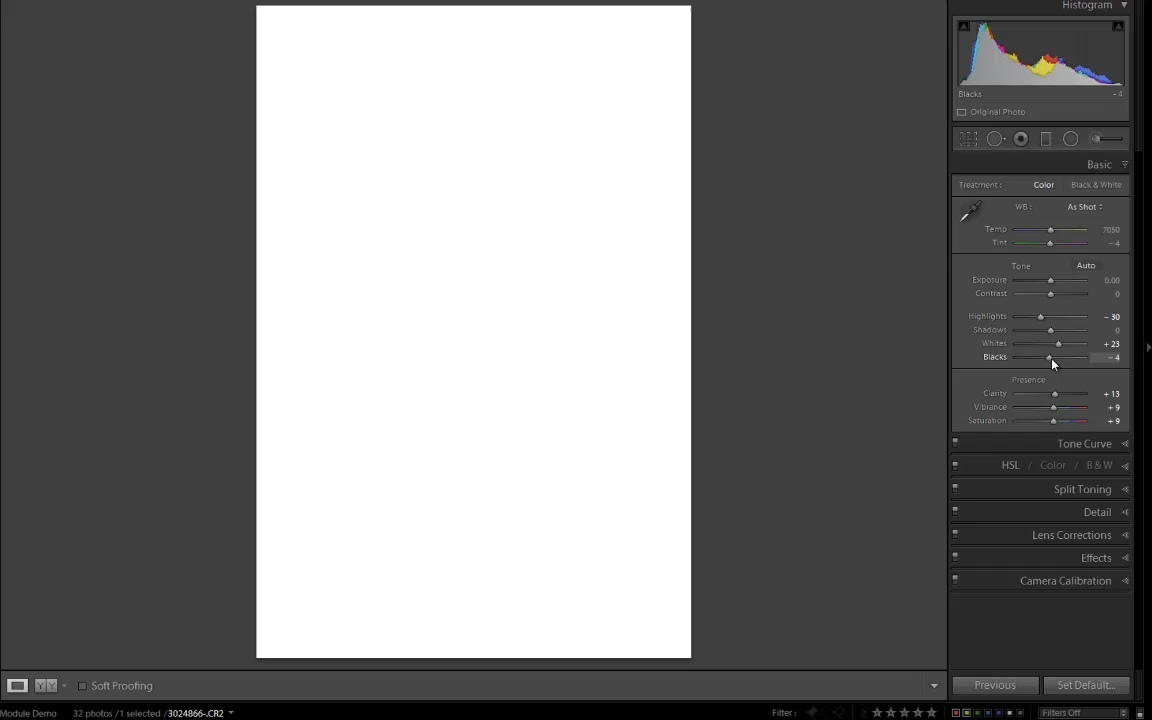 Histogram
Blacks - 4
Original Photo
Basic
Treatment : Color Black & White
WB : As Shot
Temp 7050
Tint - 4
Tone Auto
Exposure 0.00
Contrast 0
Highlights - 30
Shadows 0
Whites + 23
Blacks - 4
Presence
Clarity + 13
Vibrance + 9
Saturation + 9
Tone Curve
HSL / Color / B & W
Split Toning
Detail
Lens Corrections
Effects
Camera Calibration
Y Y Soft Proofing Previous Set Default...
Module Demo 32 photos /1 selected /3024866-.CR2 Filter : Filters Off